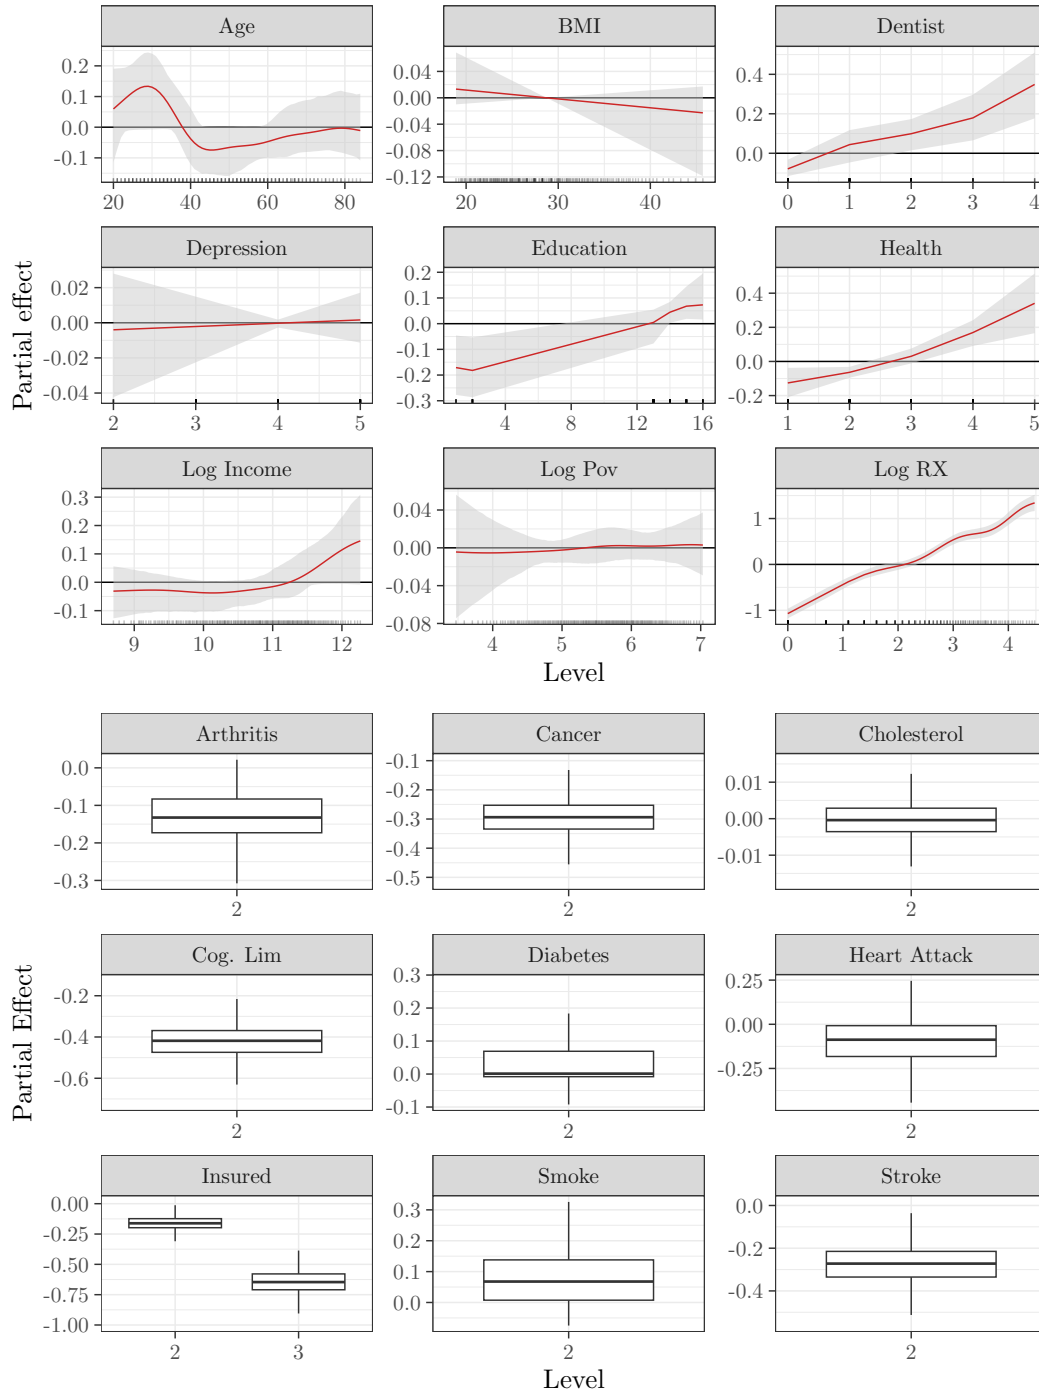 Age BMI Dentist
0.2 0.1 0.0 -0.1
20 40 60 80
0.04 0.00 -0.04 -0.08 -0.12
20 30 40
0.4 0.2 0.0
0 1 2 3 4
Depression Education Health
0.02 0.00 -0.02 -0.04
2 3 4 5
0.2 0.1 0.0 -0.1 -0.2 -0.3
4 8 12 16
0.4 0.2 0.0 -0.2
1 2 3 4 5
Partial effect
Log Income Log Pov Log RX
0.3 0.2 0.1 0.0 -0.1
9 10 11 12
0.04 0.00 -0.04 -0.08
4 5 6 7
1 0 -1
0 1 2 3 4
Level
Arthritis Cancer Cholesterol
0.0 -0.1 -0.2 -0.3
2
-0.1 -0.2 -0.3 -0.4 -0.5
2
0.01 0.00 -0.01
2
Cog. Lim Diabetes Heart Attack
-0.2 -0.4 -0.6
2
0.3 0.2 0.1 0.0 -0.1
2
0.25 0.00 -0.25
2
Partial Effect
Insured Smoke Stroke
0.00 -0.25 -0.50 -0.75 -1.00
2 3
0.3 0.2 0.1 0.0
2
0.0 -0.2 -0.4
2
Level